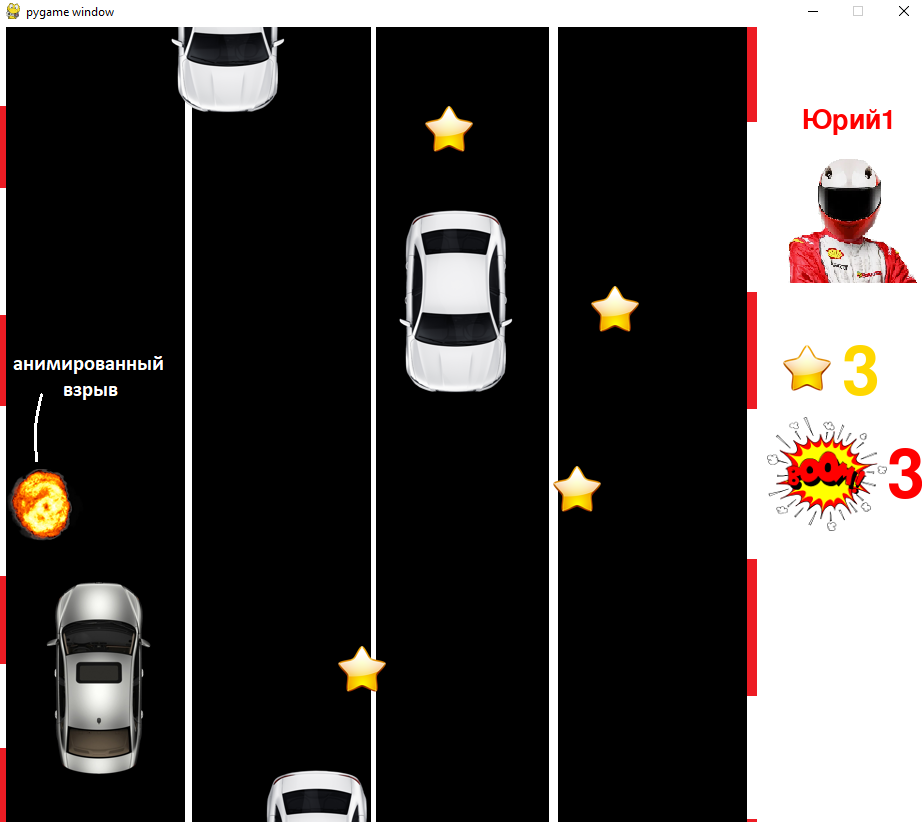 pygame window
Юрий1
анимированный
взрыв
3
BOOM!
3